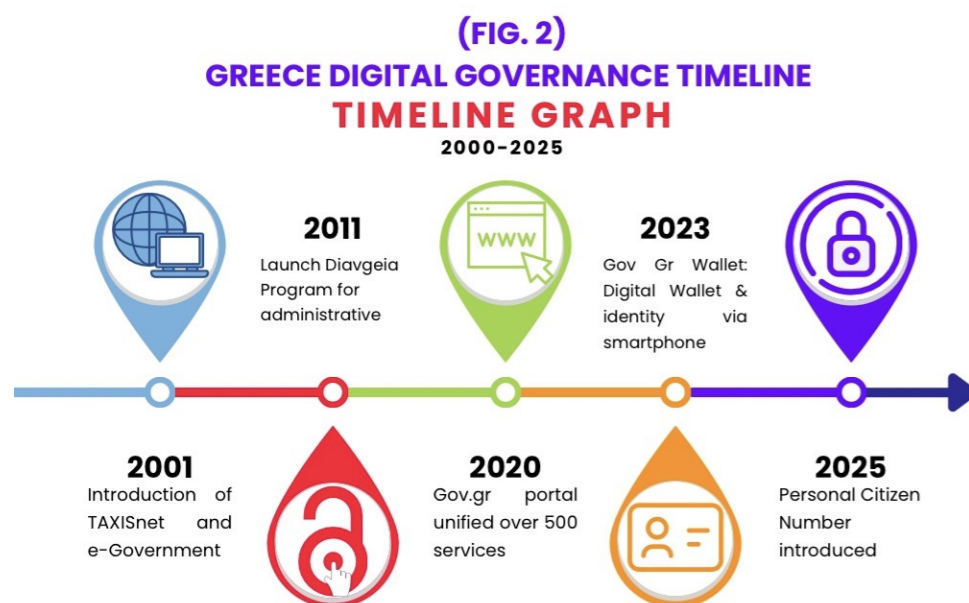 (FIG. 2)
GREECE DIGITAL GOVERNANCE TIMELINE
TIMELINE GRAPH
2000-2025
2001
Introduction of
TAXISnet and
e-Government
2011
Launch Diavgeia
Program for
administrative
www
2020
Gov.gr portal
unified over 500
services
2023
Gov Gr Wallet:
Digital Wallet &
identity via
smartphone
2025
Personal Citizen
Number
introduced